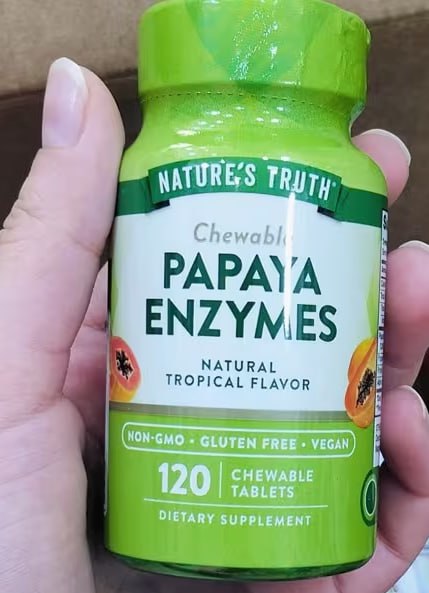 NATURE'S TRUTH
Chewable
PAPAYA
ENZYMES
NATURAL
TROPICAL FLAVOR
NON-GMO • GLUTEN FREE • VEGAN
120 CHEWABLE
TABLETS
DIETARY SUPPLEMENT